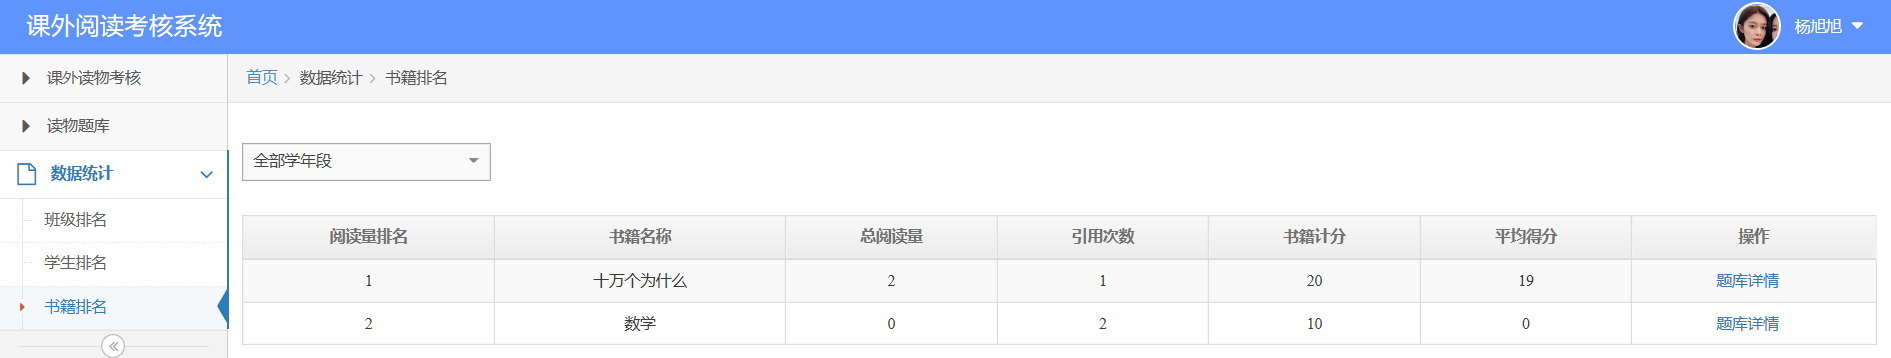 课外阅读考核系统
杨旭旭
课外读物考核
读物题库
数据统计
班级排名
学生排名
书籍排名
首页 > 数据统计 > 书籍排名
全部学年段
阅读量排名 书籍名称 总阅读量 引用次数 书籍计分 平均得分 操作
1 十万个为什么 2 1 20 19 题库详情
2 数学 0 2 10 0 题库详情